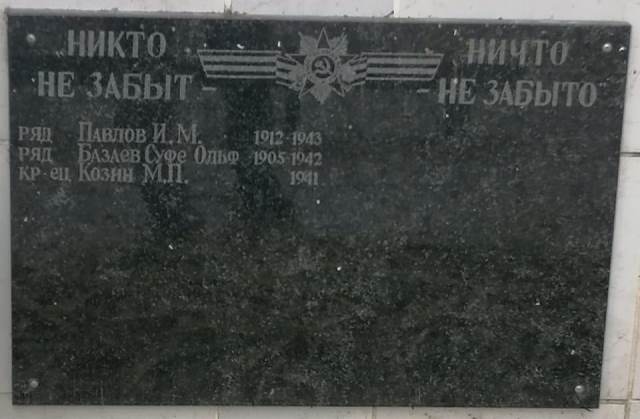 НИКТО
НЕ ЗАБЫТ -
НИЧТО
- НЕ ЗАБЫТО
РЯД ПАВЛОВ И.М. 1912-1943
РЯД БАЗАЕВ СУФЕ ОЛЬФ 1905-1942
КР-ЕЦ КОЗИН М.П. 1941